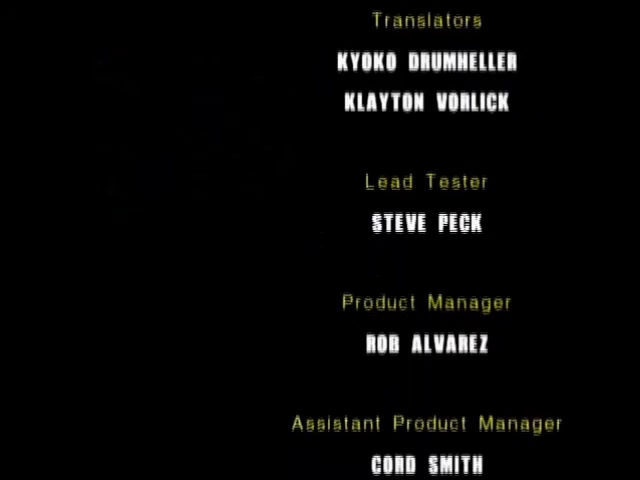 Translators
KYOKO DRUMHELLER
KLAYTON VORLICK
Lead Tester
STEVE PECK
Product Manager
ROB ALVAREZ
Assistant Product Manager
CORD SMITH